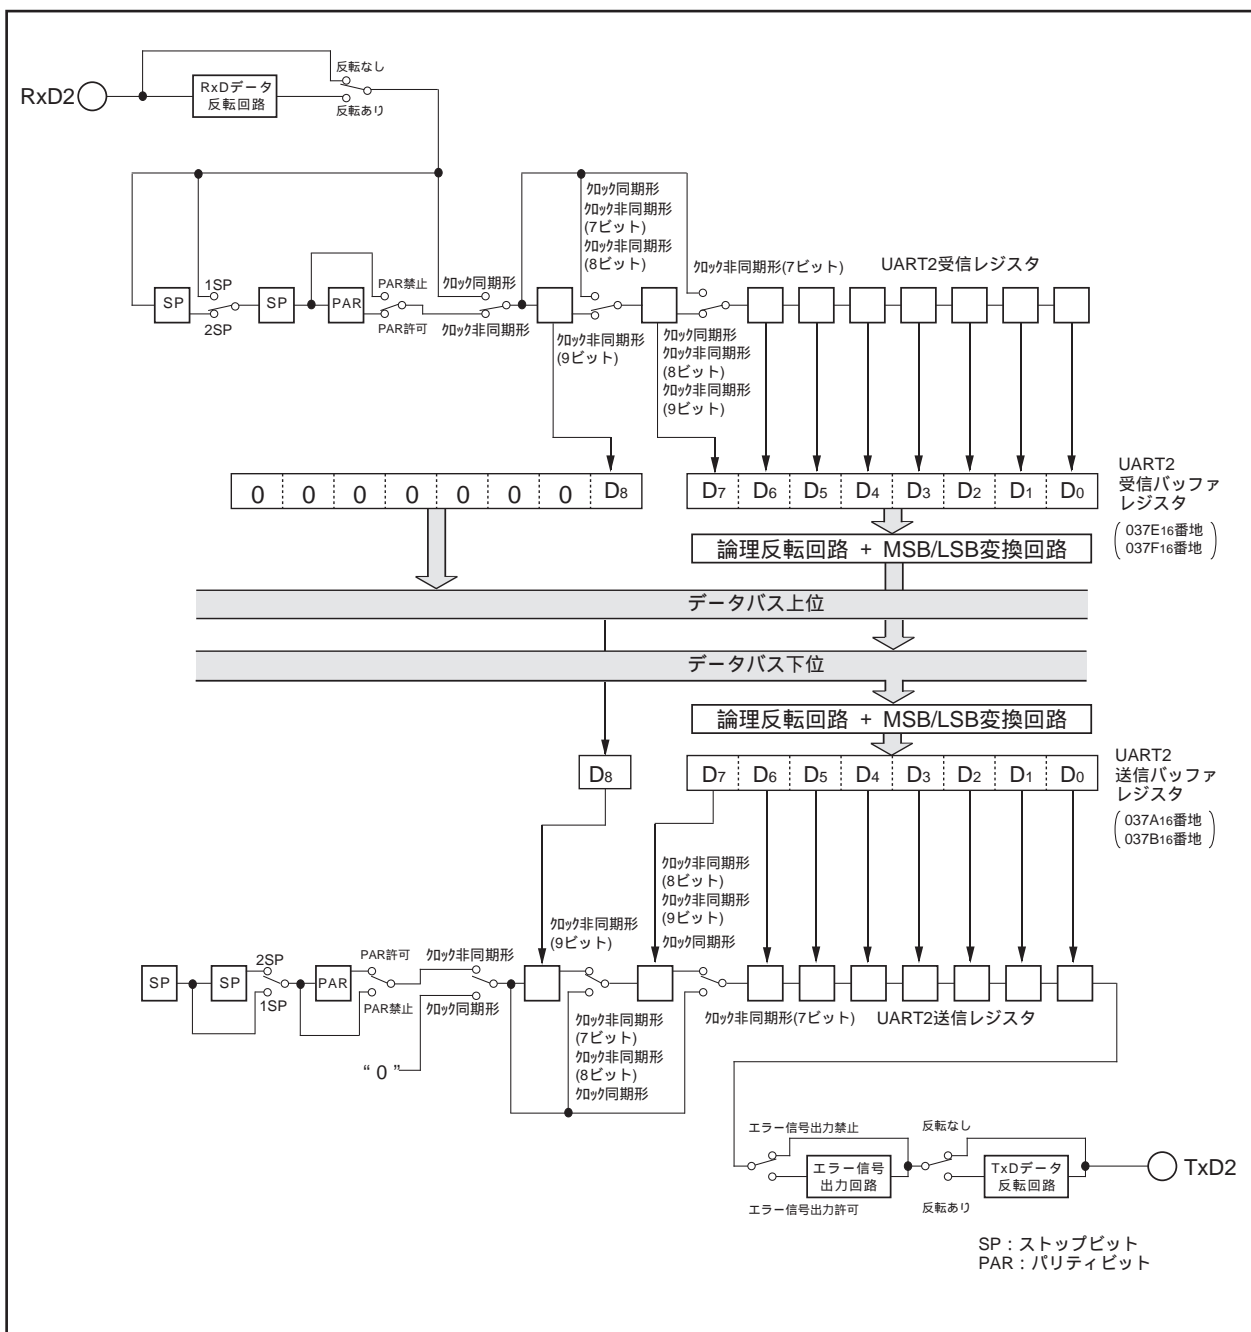 反転なし
RxD2
RxDデータ
反転回路
反転あり
クロック同期形
クロック非同期形
(7ビット)
クロック非同期形
(8ビット)
クロック非同期形(7ビット)
UART2受信レジスタ
SP
1SP
2SP
SP
PAR
PAR禁止
PAR許可
クロック同期形
クロック非同期形
クロック非同期形
(9ビット)
クロック同期形
クロック非同期形
(8ビット)
クロック非同期形
(9ビット)
0 0 0 0 0 0 0 D8
D7 D6 D5 D4 D3 D2 D1 D0
UART2
受信バッファ
レジスタ
(037E16番地
037F16番地)
論理反転回路 + MSB/LSB変換回路
データバス上位
データバス下位
論理反転回路 + MSB/LSB変換回路
D8
D7 D6 D5 D4 D3 D2 D1 D0
UART2
送信バッファ
レジスタ
(037A16番地
037B16番地)
クロック非同期形
(8ビット)
クロック非同期形
(9ビット)
クロック同期形
クロック非同期形
(9ビット)
SP
SP
2SP
1SP
PAR
PAR許可
PAR禁止
クロック非同期形
クロック同期形
“ 0 ”
クロック非同期形
(7ビット)
クロック非同期形
(8ビット)
クロック同期形
クロック非同期形(7ビット)
UART2送信レジスタ
エラー信号出力禁止
エラー信号
出力回路
エラー信号出力許可
反転なし
TxDデータ
反転回路
反転あり
TxD2
SP : ストップビット
PAR : パリティビット